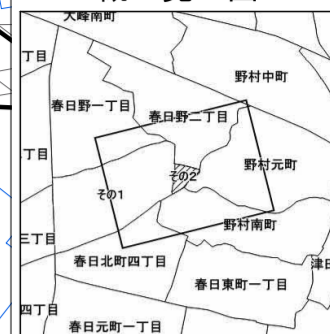 大峰南町
丁目
野村中町
春日野一丁目
春日野二丁目
丁目
その2
野村元町
その1
野村南町
三丁目
春日北町四丁目
津田
春日東町一丁目
四丁目
春日元町一丁目